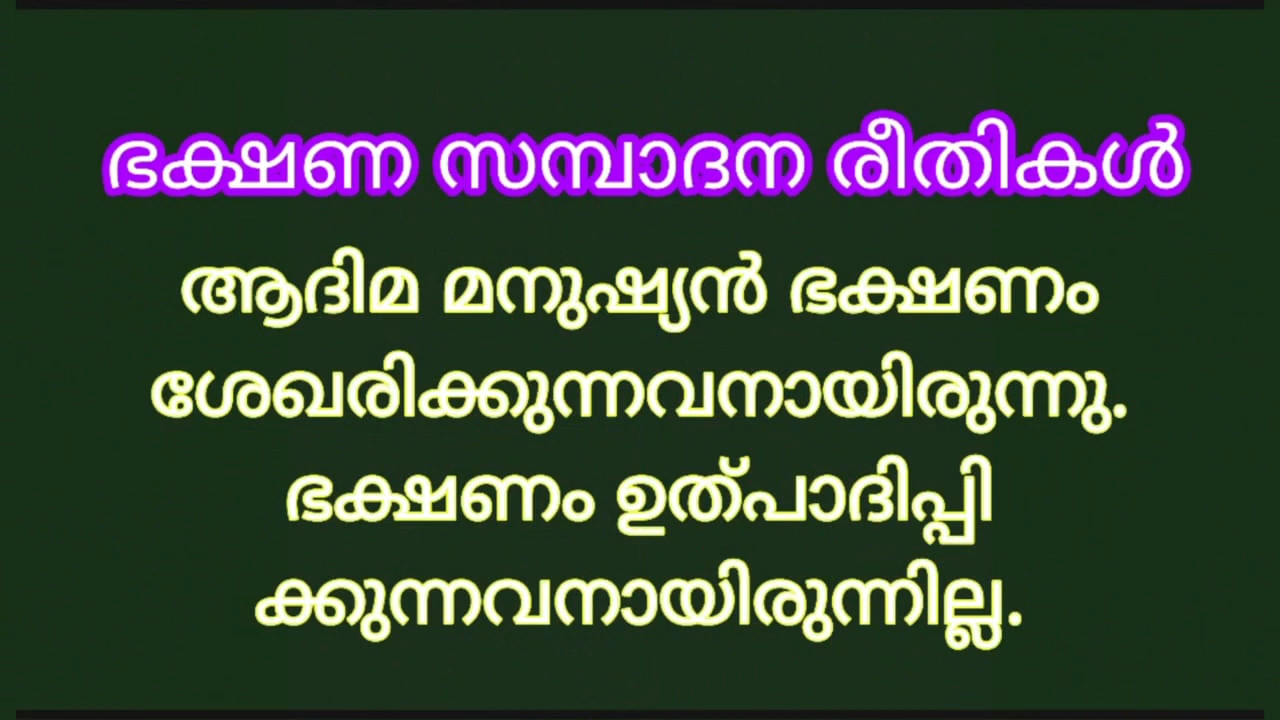 ഭക്ഷണ സമ്പാദന രീതികൾ
ആദിമ മനുഷ്യൻ ഭക്ഷണം
ശേഖരിക്കുന്നവനായിരുന്നു.
ഭക്ഷണം ഉത്പാദിപ്പി
ക്കുന്നവനായിരുന്നില്ല.